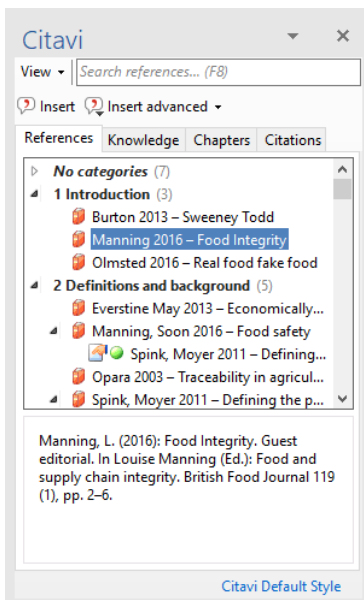 Citavi
View Search references... (F8)
Insert Insert advanced
References Knowledge Chapters Citations
No categories (7)
1 Introduction (3)
Burton 2013 – Sweeney Todd
Manning 2016 – Food Integrity
Olmsted 2016 – Real food fake food
2 Definitions and background (5)
Everstine May 2013 – Economically...
Manning, Soon 2016 – Food safety
Spink, Moyer 2011 – Defining...
Opara 2003 – Traceability in agricul...
Spink, Moyer 2011 – Defining the p...
Manning, L. (2016): Food Integrity. Guest
editorial. In Louise Manning (Ed.): Food and
supply chain integrity. British Food Journal 119
(1), pp. 2–6.
Citavi Default Style